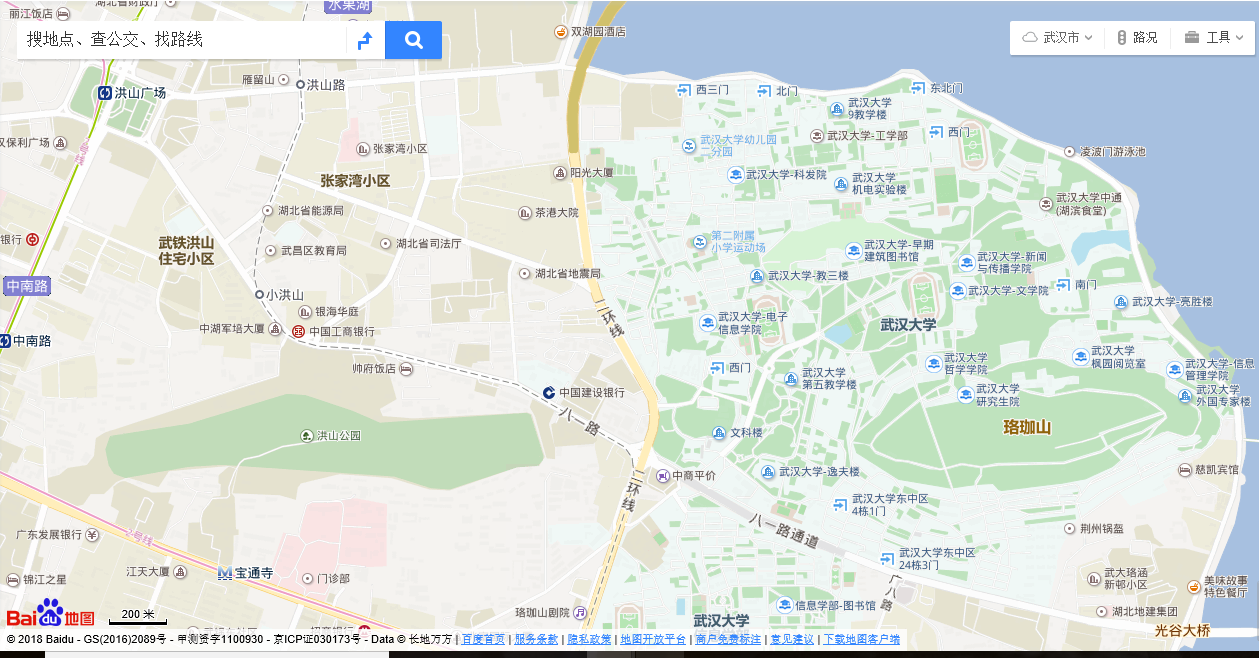 丽江饭店
湖北省财政厅
水果湖
搜地点、查公交、找路线
双湖园酒店
武汉市
路况
工具
雁留山
洪山路
洪山广场
西三门
北门
东北门
武汉大学
9教学楼
武汉大学-工学部
西门
汉保利广场
2号线
张家湾小区
武汉大学幼儿园
二分园
凌波门游泳池
阳光大厦
武汉大学-科发院
武汉大学
机电实验楼
张家湾小区
武汉大学中通
(湖滨食堂)
湖北省能源局
茶港大院
银行
武铁洪山
住宅小区
武昌区教育局
湖北省司法厅
第二附属
小学运动场
武汉大学-早期
建筑图书馆
武汉大学-新闻
与传播学院
湖北省地震局
武汉大学-教三楼
南门
中南路
小洪山
武汉大学-文学院
武汉大学-亮胜楼
银海华庭
二环线
武汉大学-电子
信息学院
武汉大学
中湖军培大厦
中国工商银行
中南路
武汉大学
枫园阅览室
武汉大学-信息
管理学院
帅府饭店
西门
武汉大学
哲学学院
武汉大学
第五教学楼
中国建设银行
武汉大学
研究生院
武汉大学
外国专家楼
八一路
珞珈山
洪山公园
文科楼
中商平价
武汉大学-逸夫楼
慈凯宾馆
二环线
武汉大学东中区
4栋1门
八一路通道
荆州锅盔
广东发展银行
2号线
武汉大学东中区
24栋3门
锦江之星
江天大厦
宝通寺
门诊部
广八路
武大珞涵
新邨小区
美味故事
特色餐厅
Baidu地图
200 米
珞珈山剧院
信息学部-图书馆
湖北地建集团
武汉大学
光谷大桥
© 2018 Baidu - GS(2016)2089号 - 甲测资字1100930 - 京ICP证030173号 - Data © 长地万方 | 百度首页 | 服务条款 | 隐私政策 | 地图开放平台 | 商户免费标注 | 意见建议 | 下载地图客户端